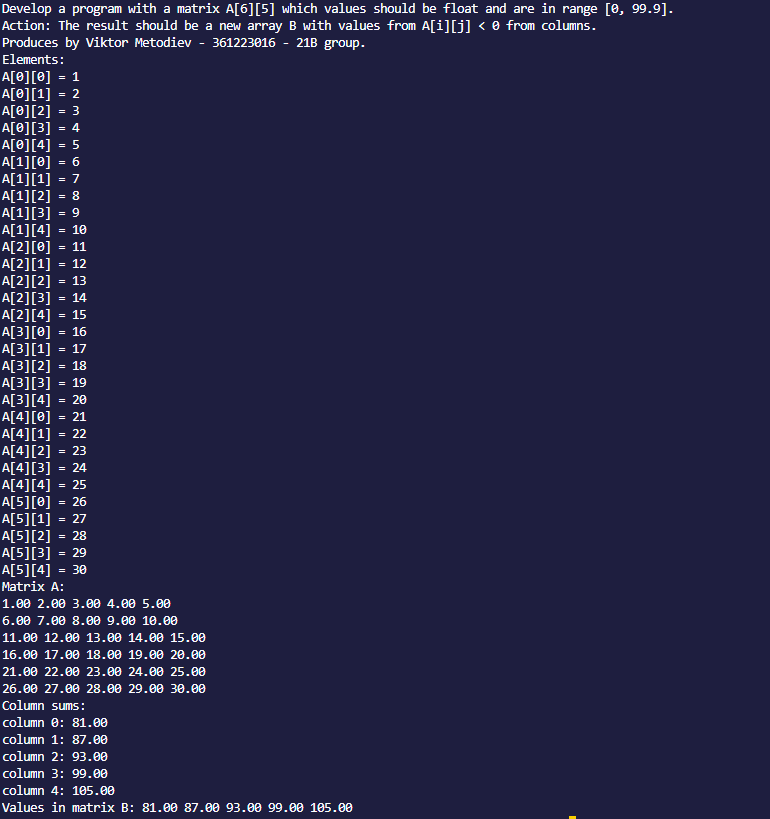 Develop a program with a matrix A[6][5] which values should be float and are in range [0, 99.9].
Action: The result should be a new array B with values from A[i][j] < 0 from columns.
Produces by Viktor Metodiev - 361223016 - 21B group.
Elements:
A[0][0] = 1
A[0][1] = 2
A[0][2] = 3
A[0][3] = 4
A[0][4] = 5
A[1][0] = 6
A[1][1] = 7
A[1][2] = 8
A[1][3] = 9
A[1][4] = 10
A[2][0] = 11
A[2][1] = 12
A[2][2] = 13
A[2][3] = 14
A[2][4] = 15
A[3][0] = 16
A[3][1] = 17
A[3][2] = 18
A[3][3] = 19
A[3][4] = 20
A[4][0] = 21
A[4][1] = 22
A[4][2] = 23
A[4][3] = 24
A[4][4] = 25
A[5][0] = 26
A[5][1] = 27
A[5][2] = 28
A[5][3] = 29
A[5][4] = 30
Matrix A:
1.00 2.00 3.00 4.00 5.00
6.00 7.00 8.00 9.00 10.00
11.00 12.00 13.00 14.00 15.00
16.00 17.00 18.00 19.00 20.00
21.00 22.00 23.00 24.00 25.00
26.00 27.00 28.00 29.00 30.00
Column sums:
column 0: 81.00
column 1: 87.00
column 2: 93.00
column 3: 99.00
column 4: 105.00
Values in matrix B: 81.00 87.00 93.00 99.00 105.00